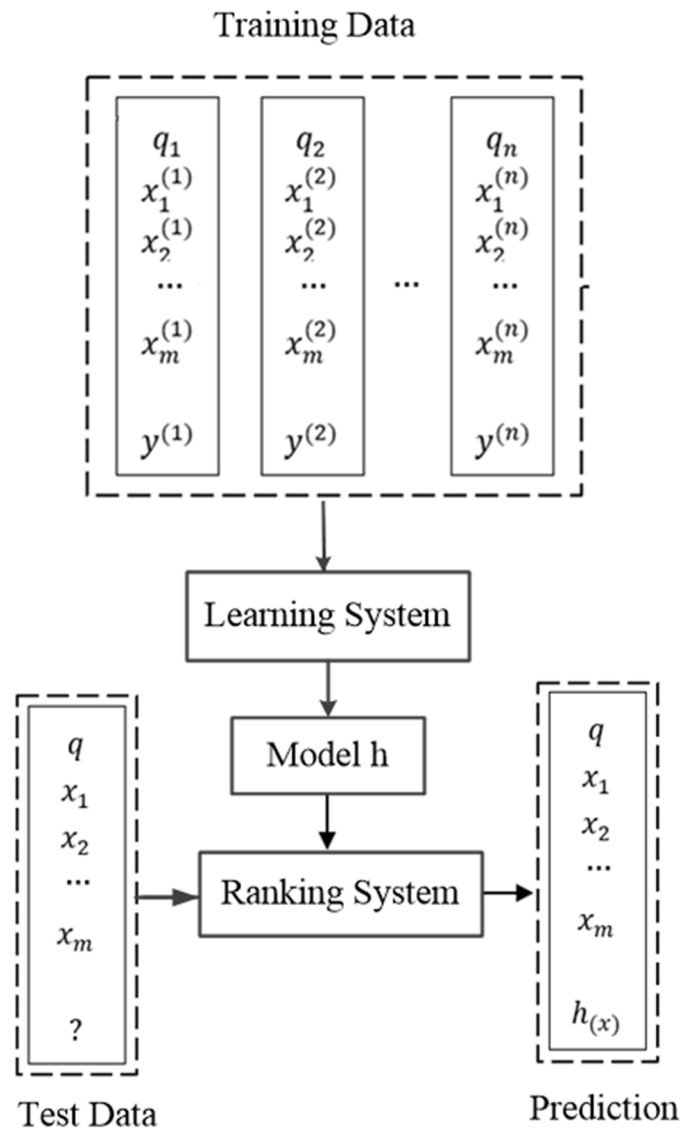 Training Data
q₁ q₂ qₙ
x₁⁽¹⁾ x₁⁽²⁾ x₁⁽ⁿ⁾
x₂⁽¹⁾ x₂⁽²⁾ x₂⁽ⁿ⁾
... ... ... ...
xₘ⁽¹⁾ xₘ⁽²⁾ xₘ⁽ⁿ⁾
y⁽¹⁾ y⁽²⁾ y⁽ⁿ⁾
Learning System
Model h
Ranking System
q
x₁
x₂
...
xₘ
?
Test Data
q
x₁
x₂
...
xₘ
h₍ₓ₎
Prediction